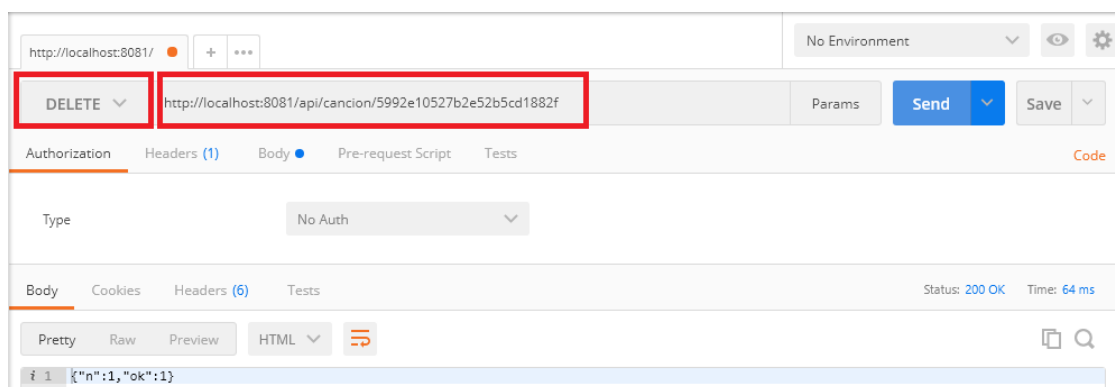 http://localhost:8081/ + ••• No Environment
DELETE http://localhost:8081/api/cancion/5992e10527b2e52b5cd1882f Params Send Save
Authorization Headers (1) Body Pre-request Script Tests Code
Type No Auth
Body Cookies Headers (6) Tests Status: 200 OK Time: 64 ms
Pretty Raw Preview HTML
i 1 {"n":1,"ok":1}